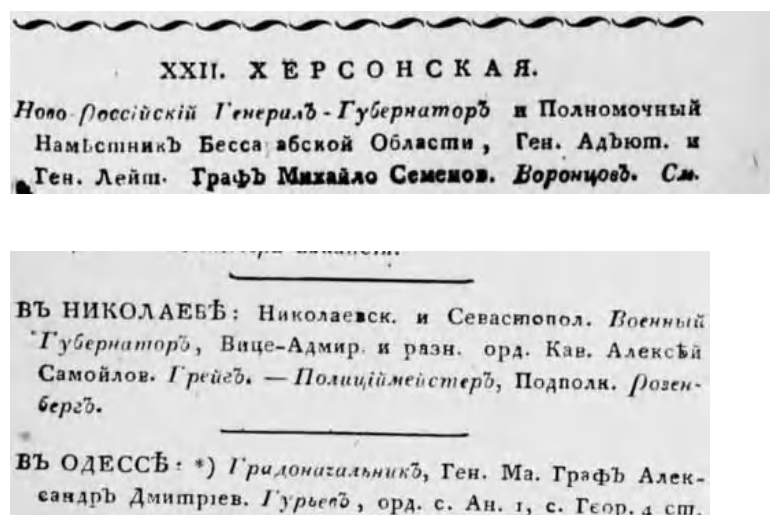 XXII. ХЕРСОНСКАЯ.
Ново-Россійскій Генералъ-Губернаторъ и Полномочный
Намѣстникъ Бессарабской Области, Ген. Адъют. и
Ген. Лейт. Графъ Михайло Семенов. Воронцовъ. См.
ВЪ НИКОЛАЕВѢ: Николаевск. и Севастопол. Военный
Губернаторъ, Вице-Адмир. и разн. орд. Кав. Алексѣй
Самойлов. Грейгъ. — Полиціймейстеръ, Подполк. Розен-
бергъ.
ВЪ ОДЕССѢ: *) Градоначальникъ, Ген. Ма. Графъ Алек-
сандръ Дмитріев. Гурьевъ, орд. с. Ан. 1, с. Геор. 4 ст.